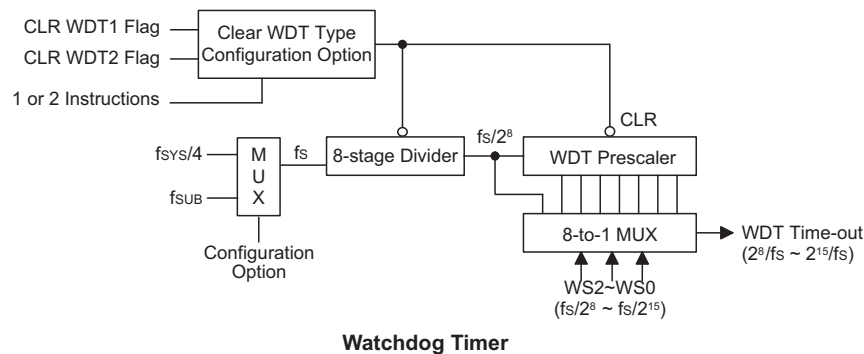 CLR WDT1 Flag
CLR WDT2 Flag
1 or 2 Instructions
Clear WDT Type
Configuration Option
CLR
fSYS/4
fSUB
M
U
X
Configuration
Option
fS
8-stage Divider
fS/2⁸
WDT Prescaler
8-to-1 MUX
WDT Time-out
(2⁸/fS ~ 2¹⁵/fS)
WS2~WS0
(fS/2⁸ ~ fS/2¹⁵)
Watchdog Timer